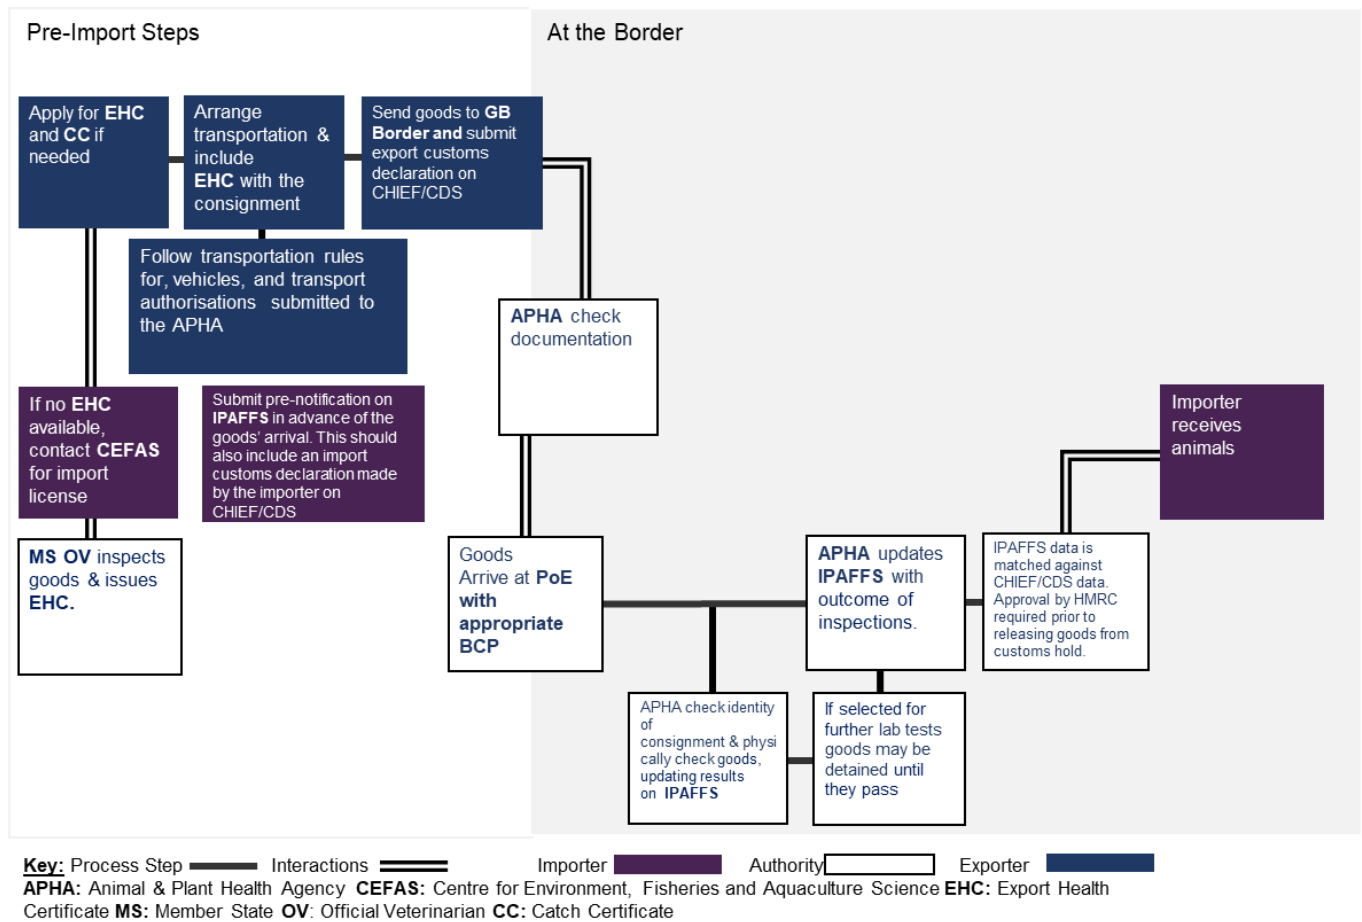 Pre-Import Steps
At the Border
Apply for EHC
and CC if
needed
Arrange
transportation &
include
EHC with the
consignment
Send goods to GB
Border and submit
export customs
declaration on
CHIEF/CDS
Follow transportation rules
for, vehicles, and transport
authorisations submitted to
the APHA
APHA check
documentation
If no EHC
available,
contact CEFAS
for import
license
Submit pre-notification on
IPAFFS in advance of the
goods' arrival. This should
also include an import
customs declaration made
by the importer on
CHIEF/CDS
Importer
receives
animals
MS OV inspects
goods & issues
EHC.
Goods
Arrive at PoE
with
appropriate
BCP
APHA updates
IPAFFS with
outcome of
inspections.
IPAFFS data is
matched against
CHIEF/CDS data.
Approval by HMRC
required prior to
releasing goods from
customs hold.
APHA check identity
of
consignment & physi
cally check goods,
updating results
on IPAFFS
If selected for
further lab tests
goods may be
detained until
they pass
Key: Process Step Interactions Importer Authority Exporter
APHA: Animal & Plant Health Agency CEFAS: Centre for Environment, Fisheries and Aquaculture Science EHC: Export Health
Certificate MS: Member State OV: Official Veterinarian CC: Catch Certificate